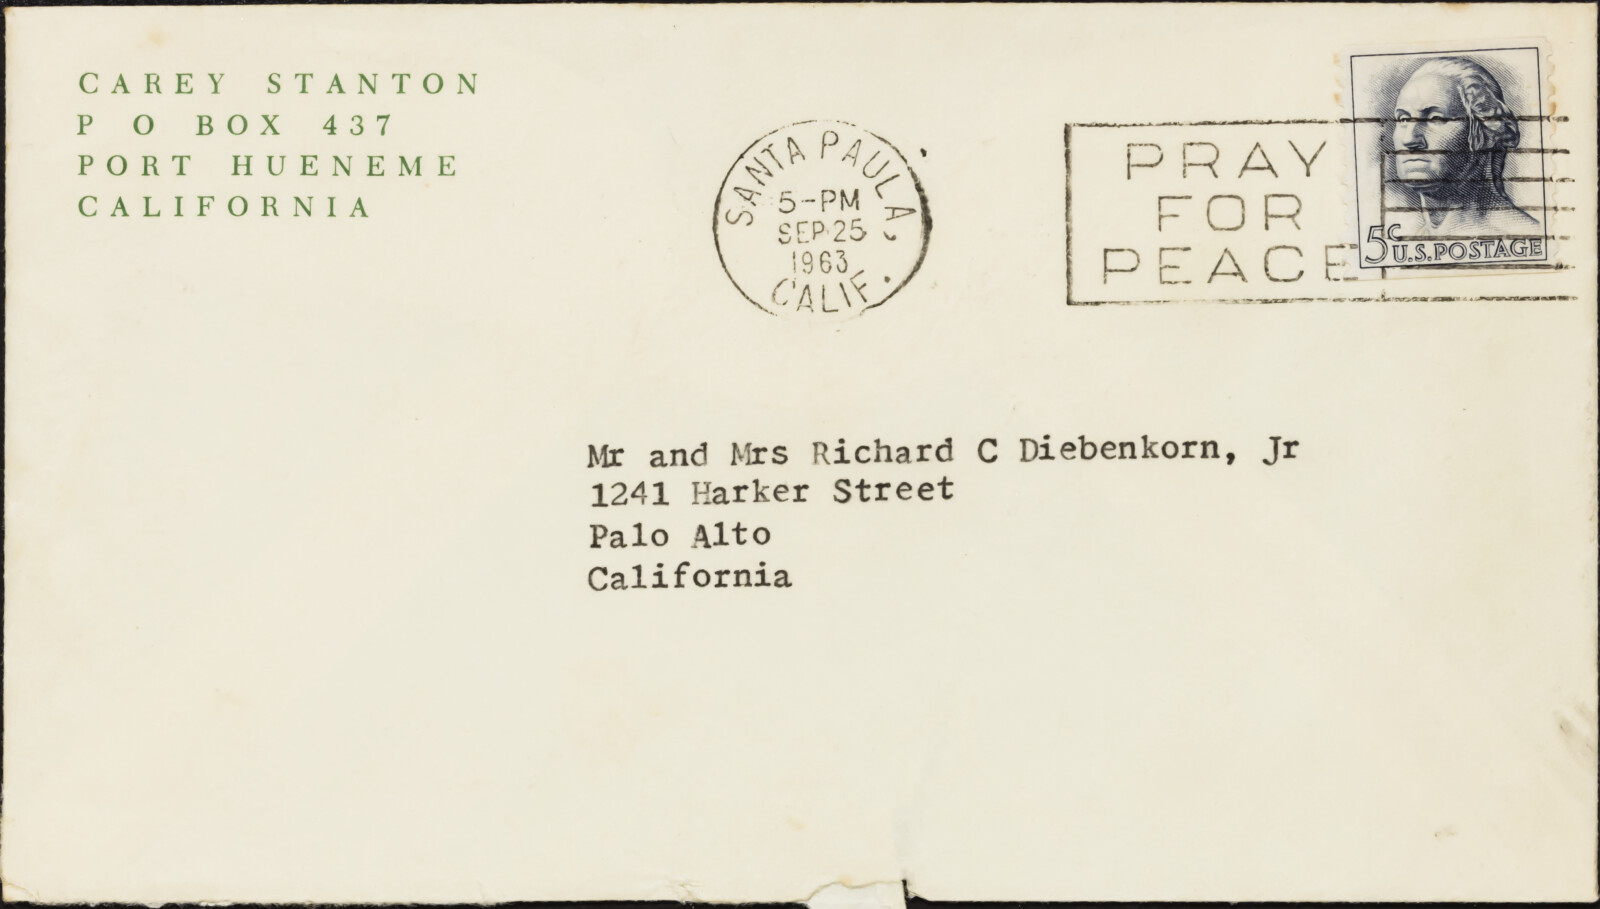 CAREY STANTON
P O BOX 437
PORT HUENEME
CALIFORNIA
SANTA PAULA
5-PM
SEP 25
1963
CALIF.
PRAY
FOR
PEACE
5c U.S.POSTAGE
Mr and Mrs Richard C Diebenkorn, Jr
1241 Harker Street
Palo Alto
California